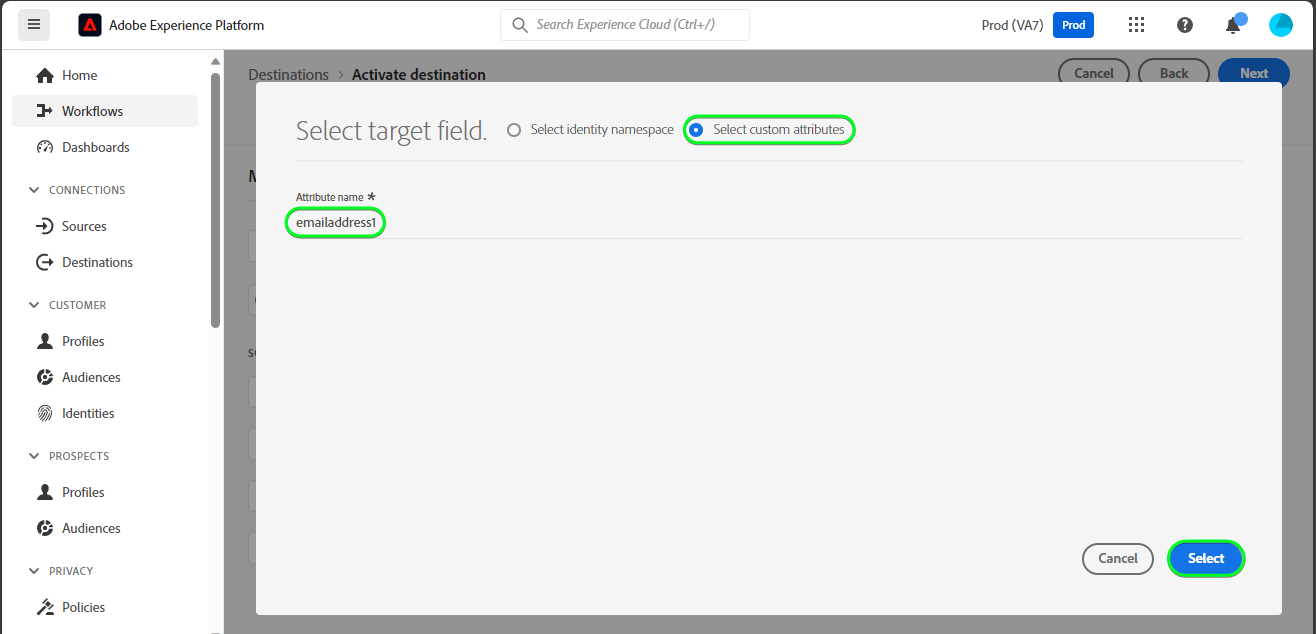 Adobe Experience Platform
Search Experience Cloud (Ctrl+/)
Prod (VA7)
Prod
Home
Workflows
Dashboards
CONNECTIONS
Sources
Destinations
CUSTOMER
Profiles
Audiences
Identities
PROSPECTS
Profiles
Audiences
PRIVACY
Policies
Destinations > Activate destination
Cancel
Back
Next
Select target field.
Select identity namespace
Select custom attributes
Attribute name *
emailaddress1
Cancel
Select